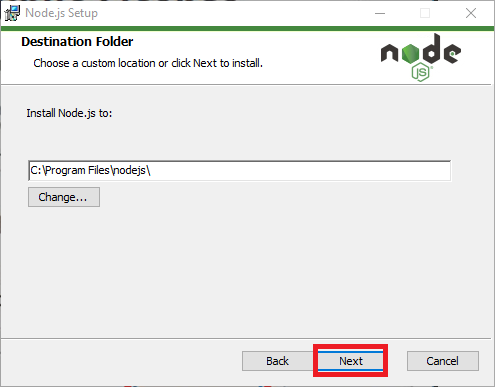 Node.js Setup
Destination Folder
Choose a custom location or click Next to install.
node
JS
Install Node.js to:
C:\Program Files\nodejs\
Change...
Back
Next
Cancel